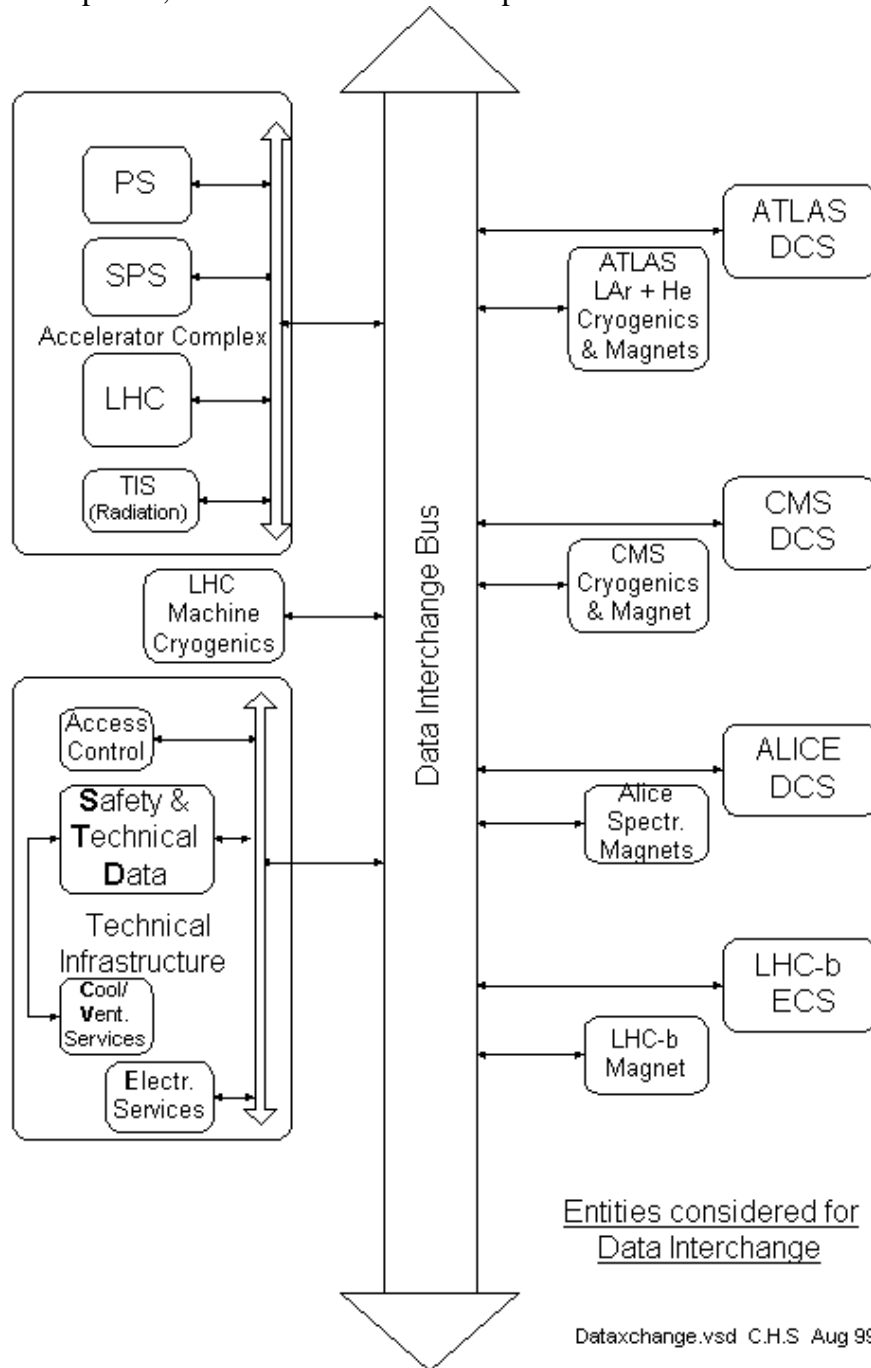 PS
SPS
Accelerator Complex
LHC
TIS
(Radiation)
LHC
Machine
Cryogenics
Access
Control
Safety &
Technical
Data
Technical
Infrastructure
Cool/
Vent.
Services
Electr.
Services
Data Interchange Bus
ATLAS
DCS
ATLAS
LAr + He
Cryogenics
& Magnets
CMS
DCS
CMS
Cryogenics
& Magnet
ALICE
DCS
Alice
Spectr.
Magnets
LHC-b
ECS
LHC-b
Magnet
Entities considered for
Data Interchange
Dataxchange.vsd C.H.S Aug 99